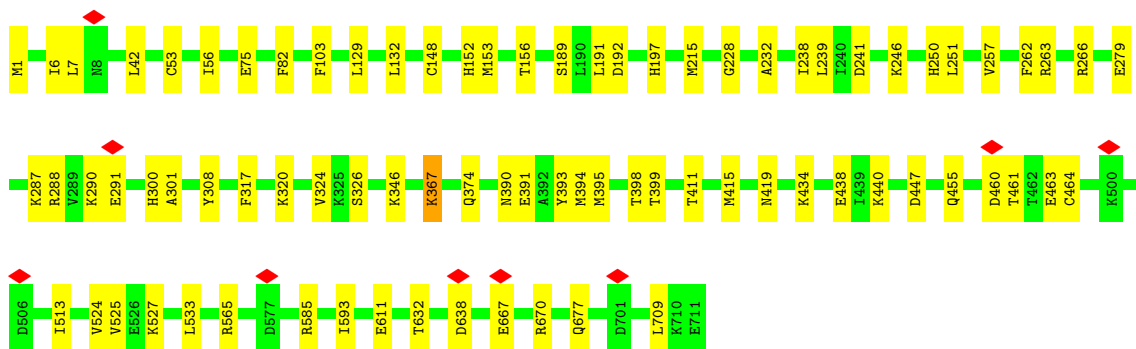 M1 I6 L7 N8 L42 C53 I56 E75 F82 F103 L129 L132 C148 H152 M153 T156 S189 L190 L191 D192 H197 M215 G228 A232 I238 L239 I240 D241 K246 H250 L251 V257 F262 R263 R266 E279
K287 R288 V289 K290 E291 H300 A301 Y308 F317 K320 V324 K325 S326 K346 K367 Q374 N390 E391 A392 Y393 M394 M395 T398 T399 T411 M415 N419 K434 E438 I439 K440 D447 Q455 D460 T461 T462 E463 C464 K500
D506 I513 V524 V525 E526 K527 L533 R565 D577 R585 I593 E611 T632 D638 E667 R670 Q677 D701 L709 K710 E711